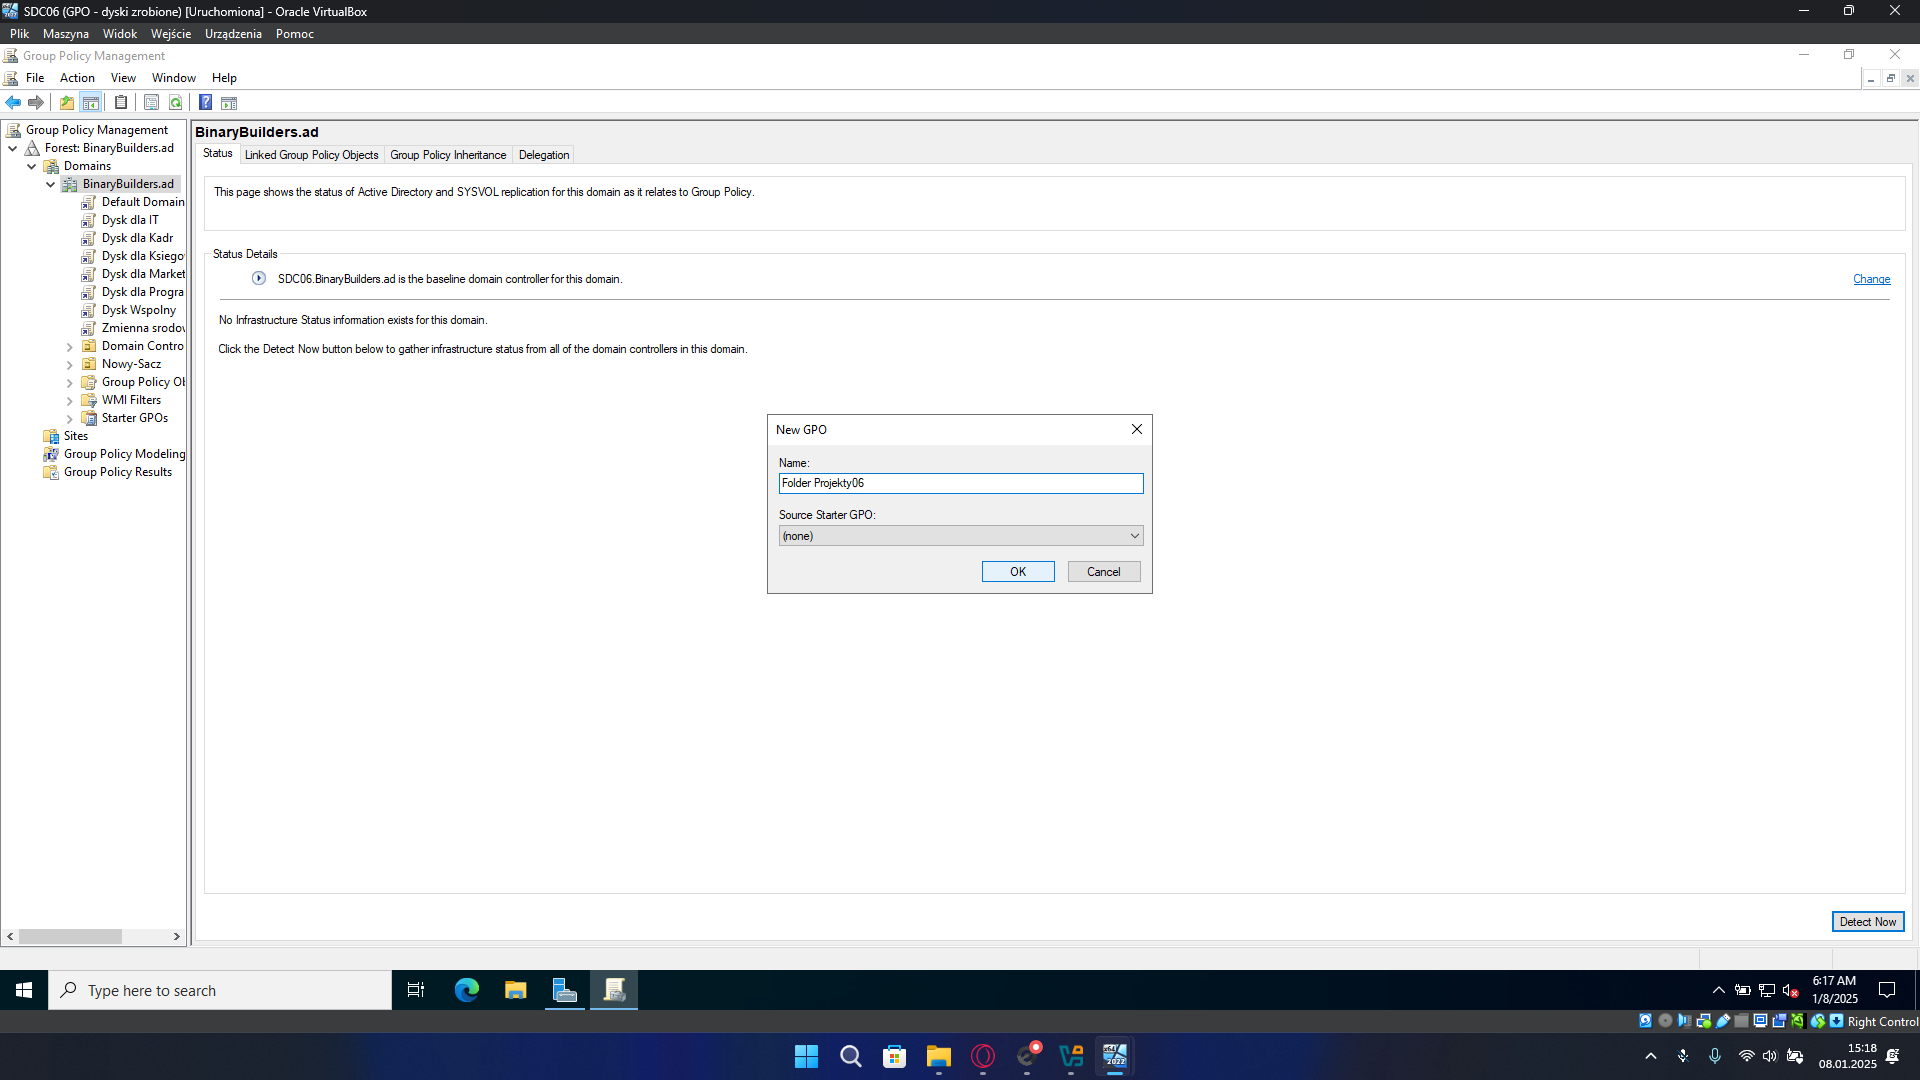 SDC06 (GPO - dyski zrobione) [Uruchomiona] - Oracle VirtualBox
Plik Maszyna Widok Wejście Urządzenia Pomoc
Group Policy Management
File Action View Window Help
Group Policy Management
Forest: BinaryBuilders.ad
Domains
BinaryBuilders.ad
Default Domain
Dysk dla IT
Dysk dla Kadr
Dysk dla Ksiego
Dysk dla Market
Dysk dla Progra
Dysk Wspolny
Zmienna srodov
Domain Contro
Nowy-Sacz
Group Policy Ob
WMI Filters
Starter GPOs
Sites
Group Policy Modeling
Group Policy Results
BinaryBuilders.ad
Status Linked Group Policy Objects Group Policy Inheritance Delegation
This page shows the status of Active Directory and SYSVOL replication for this domain as it relates to Group Policy.
Status Details
SDC06.BinaryBuilders.ad is the baseline domain controller for this domain.
Change
No Infrastructure Status information exists for this domain.
Click the Detect Now button below to gather infrastructure status from all of the domain controllers in this domain.
New GPO
Name:
Folder Projekty06
Source Starter GPO:
(none)
OK Cancel
Detect Now
Type here to search
6:17 AM
1/8/2025
Right Control
15:18
08.01.2025